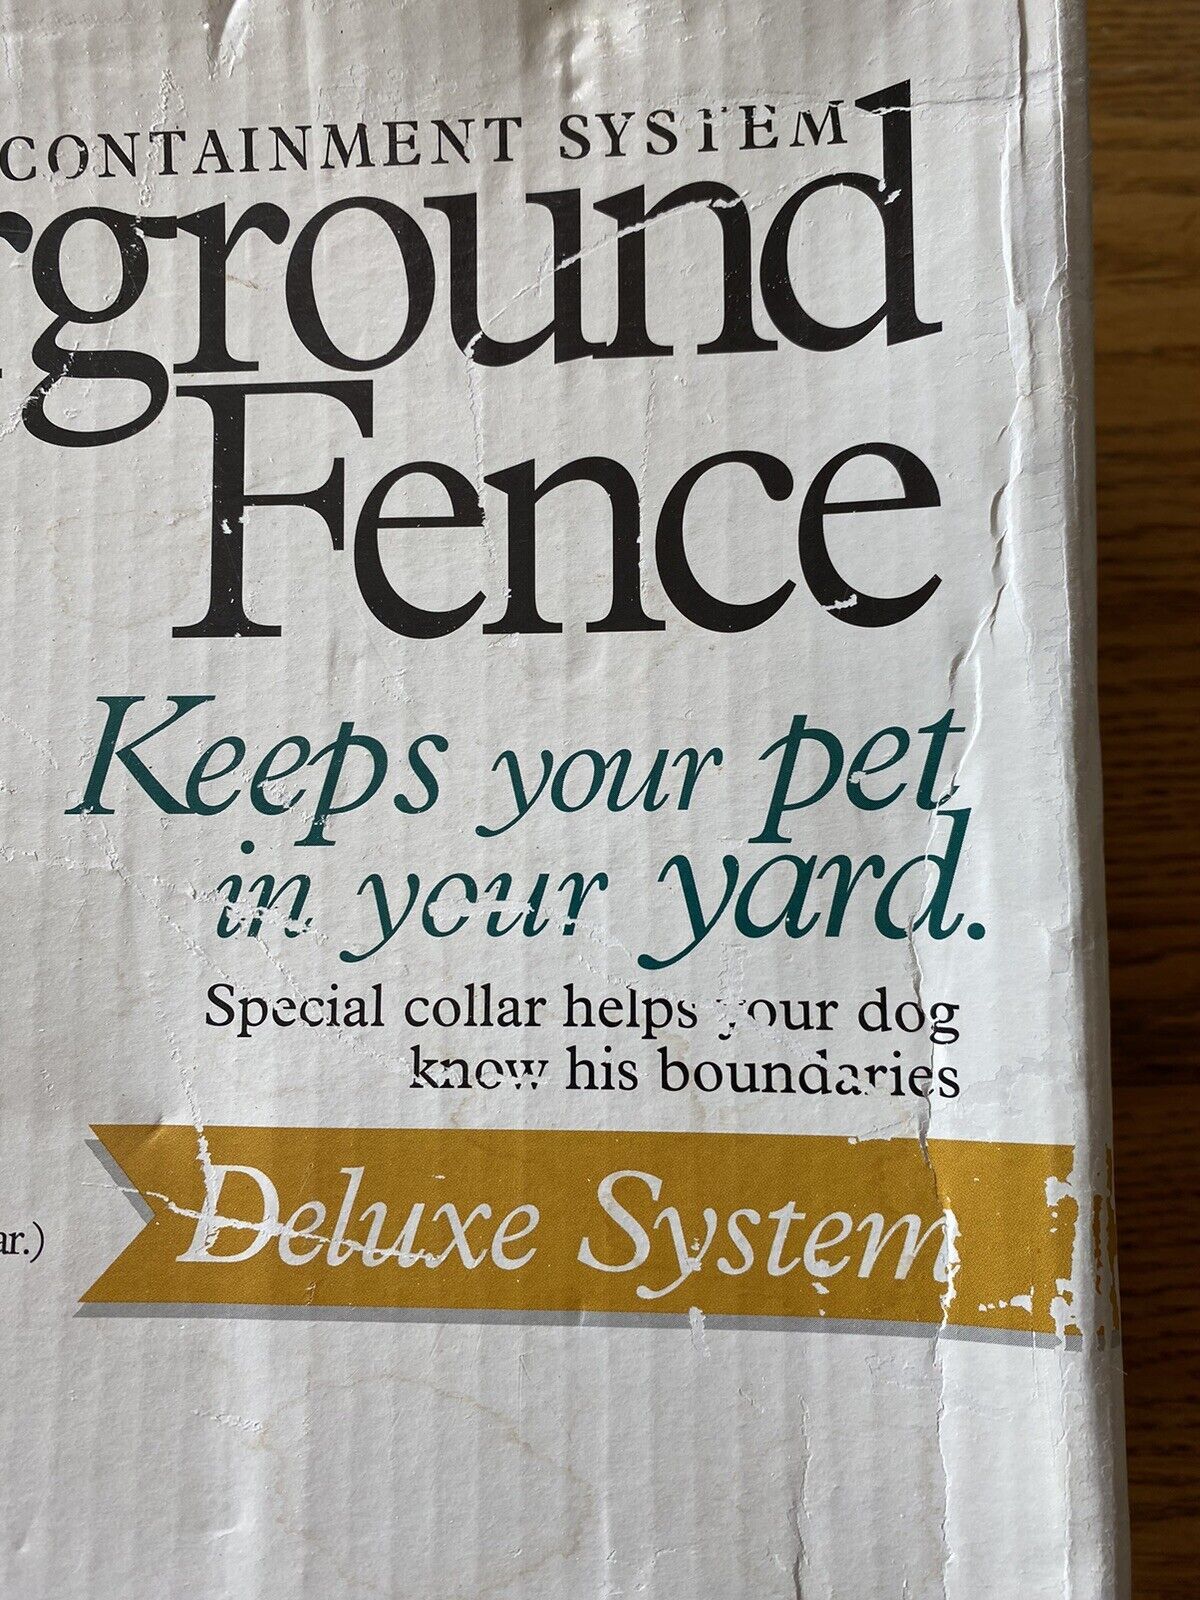 CONTAINMENT SYSTEM
rground
Fence
Keeps your pet
in your yard.
Special collar helps your dog
know his boundaries
Deluxe System
ar.)